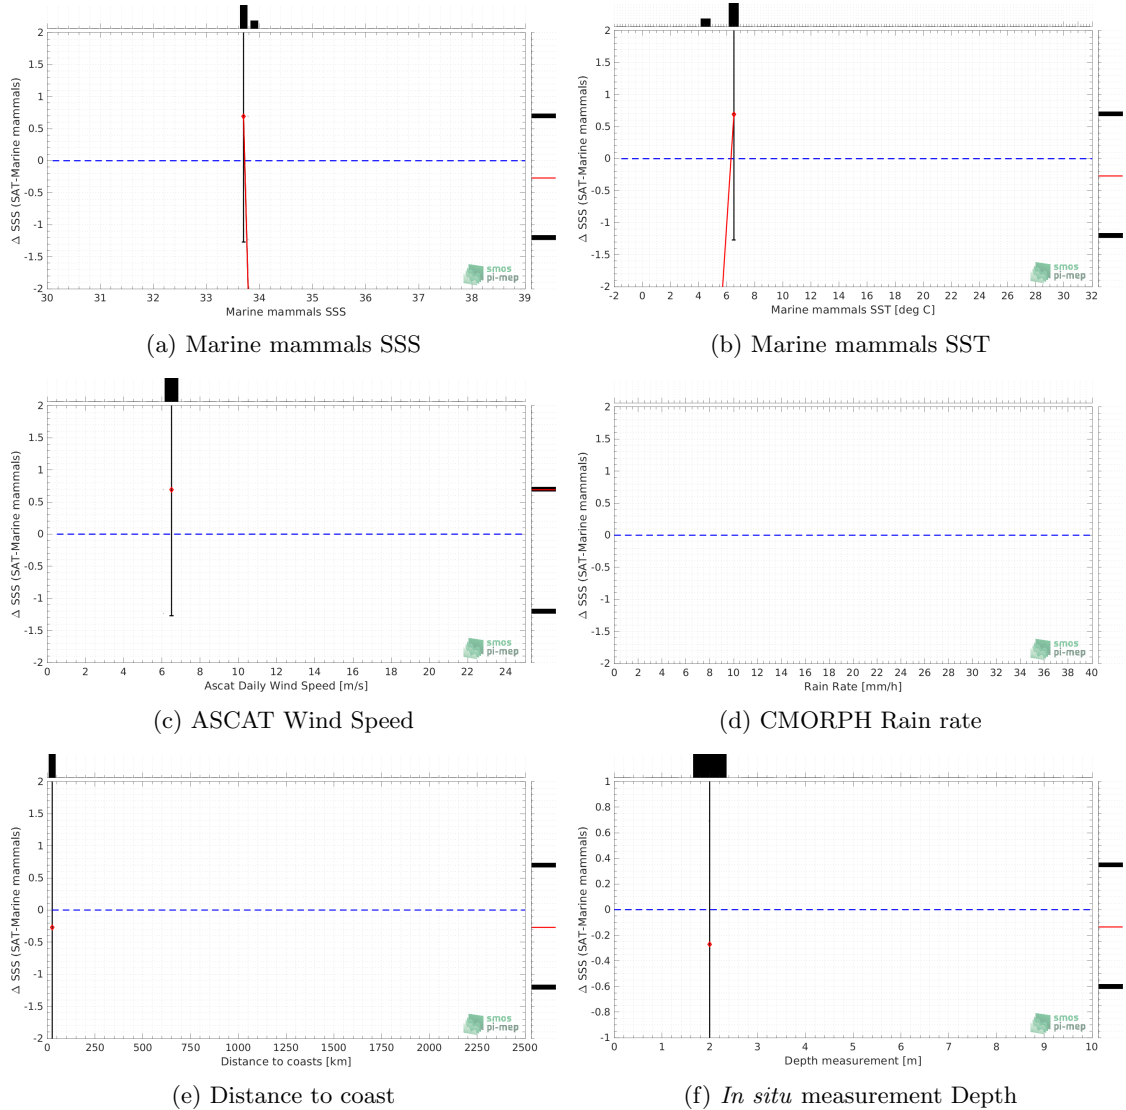 2
1.5
1
0.5
0
-0.5
-1
-1.5
-2
Δ SSS (SAT-Marine mammals)
30 31 32 33 34 35 36 37 38 39
Marine mammals SSS
smos
pi-mep
(a) Marine mammals SSS
2
1.5
1
0.5
0
-0.5
-1
-1.5
-2
Δ SSS (SAT-Marine mammals)
-2 0 2 4 6 8 10 12 14 16 18 20 22 24 26 28 30 32
Marine mammals SST [deg C]
smos
pi-mep
(b) Marine mammals SST
2
1.5
1
0.5
0
-0.5
-1
-1.5
-2
Δ SSS (SAT-Marine mammals)
0 2 4 6 8 10 12 14 16 18 20 22 24
Ascat Daily Wind Speed [m/s]
smos
pi-mep
(c) ASCAT Wind Speed
2
1.5
1
0.5
0
-0.5
-1
-1.5
-2
Δ SSS (SAT-Marine mammals)
0 2 4 6 8 10 12 14 16 18 20 22 24 26 28 30 32 34 36 38 40
Rain Rate [mm/h]
smos
pi-mep
(d) CMORPH Rain rate
2
1.5
1
0.5
0
-0.5
-1
-1.5
-2
Δ SSS (SAT-Marine mammals)
0 250 500 750 1000 1250 1500 1750 2000 2250 2500
Distance to coasts [km]
smos
pi-mep
(e) Distance to coast
1
0.8
0.6
0.4
0.2
0
-0.2
-0.4
-0.6
-0.8
-1
Δ SSS (SAT-Marine mammals)
0 1 2 3 4 5 6 7 8 9 10
Depth measurement [m]
smos
pi-mep
(f) In situ measurement Depth